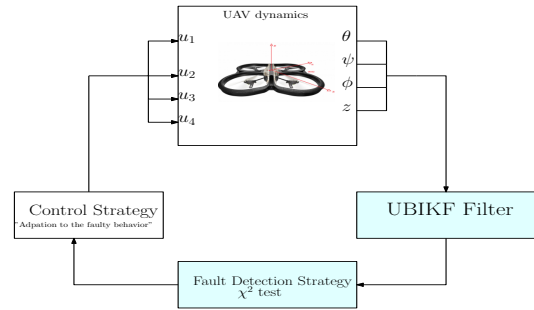 UAV dynamics
u1
u2
u3
u4
θ
ψ
ϕ
z
Control Strategy
"Adpation to the faulty behavior"
UBIKF Filter
Fault Detection Strategy
χ² test